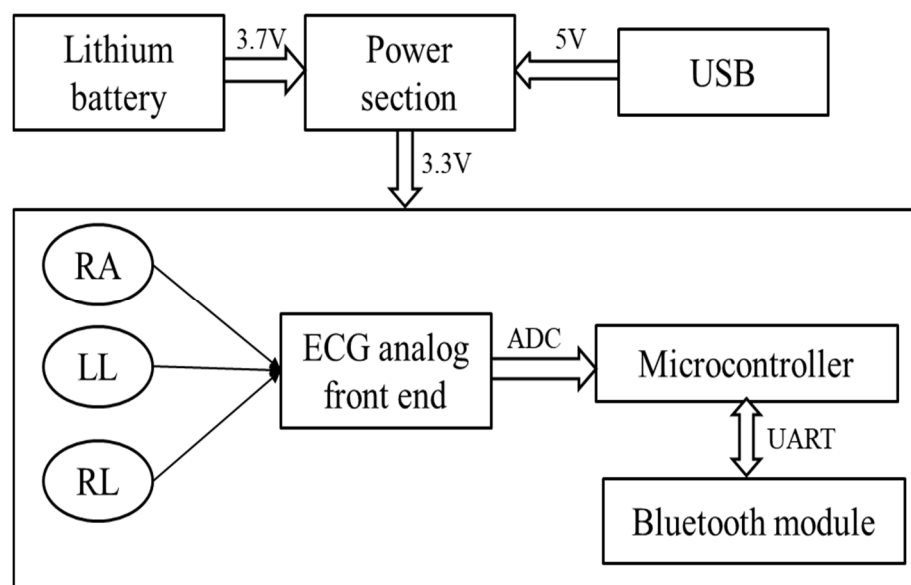 Lithium
battery
3.7V
Power
section
5V
USB
3.3V
RA
LL
RL
ECG analog
front end
ADC
Microcontroller
UART
Bluetooth module